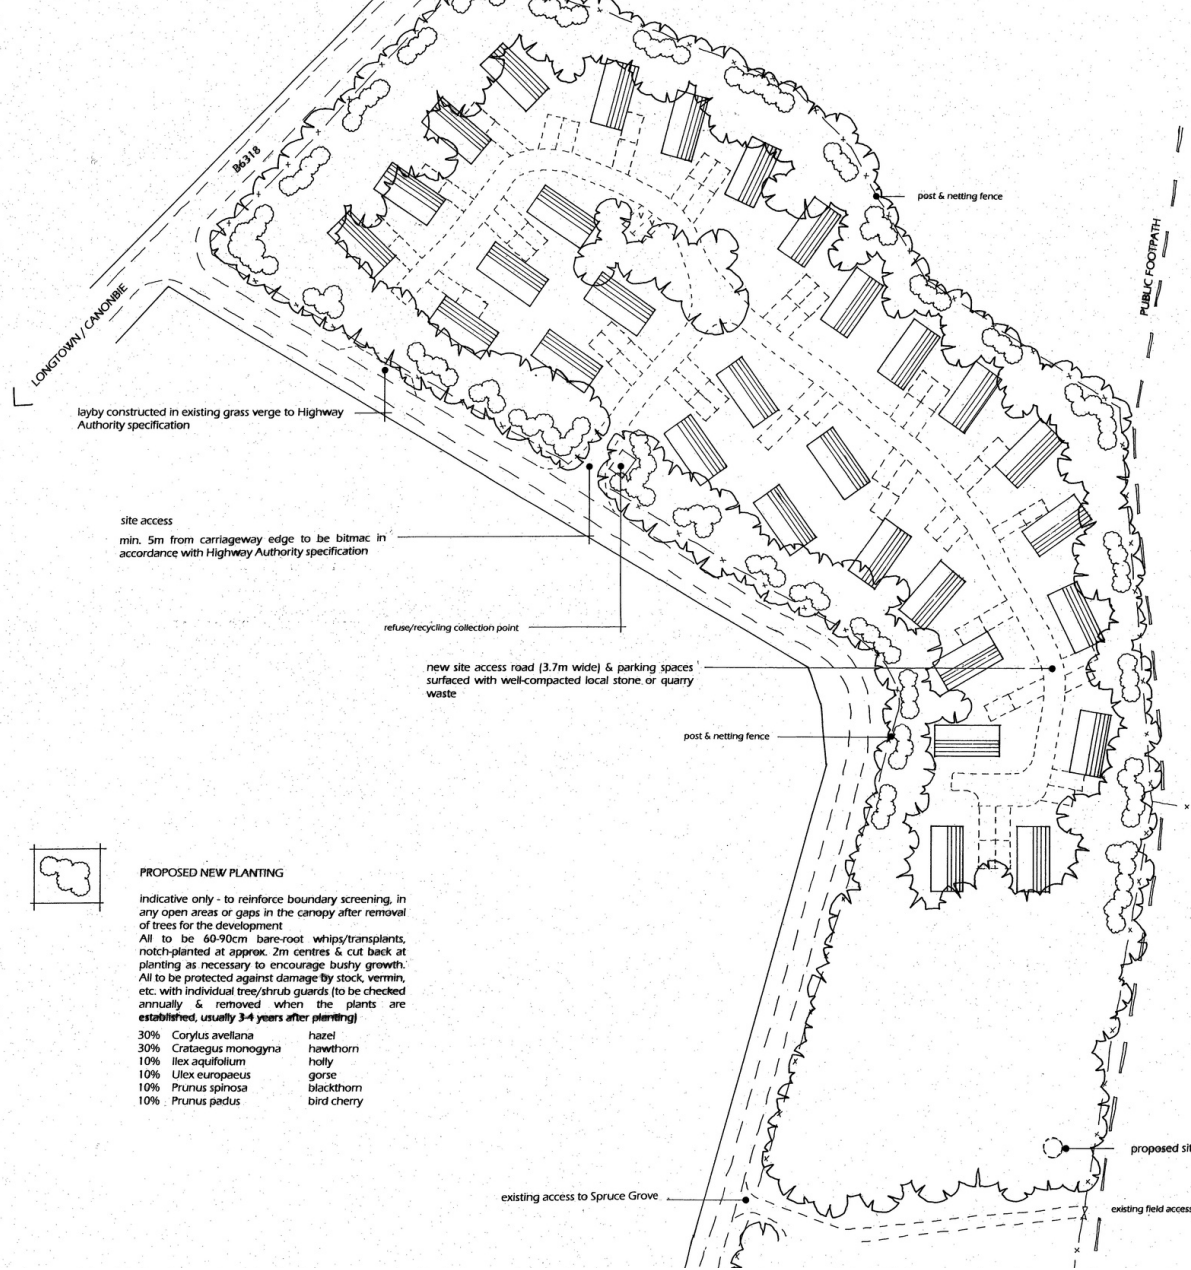 B6318
post & netting fence
PUBLIC FOOTPATH
LONGTOWN / CANONBIE
layby constructed in existing grass verge to Highway
Authority specification
site access
min. 5m from carriageway edge to be bitmac in
accordance with Highway Authority specification
refuse/recycling collection point
new site access road (3.7m wide) & parking spaces
surfaced with well-compacted local stone or quarry
waste
post & netting fence
PROPOSED NEW PLANTING
indicative only - to reinforce boundary screening, in
any open areas or gaps in the canopy after removal
of trees for the development
All to be 60-90cm bare-root whips/transplants,
notch-planted at approx. 2m centres & cut back at
planting as necessary to encourage bushy growth.
All to be protected against damage by stock, vermin,
etc. with individual tree/shrub guards (to be checked
annually & removed when the plants are
established, usually 3-4 years after planting)
30% Corylus avellana hazel
30% Crataegus monogyna hawthorn
10% Ilex aquifolium holly
10% Ulex europaeus gorse
10% Prunus spinosa blackthorn
10% Prunus padus bird cherry
proposed sit
existing access to Spruce Grove
existing field access